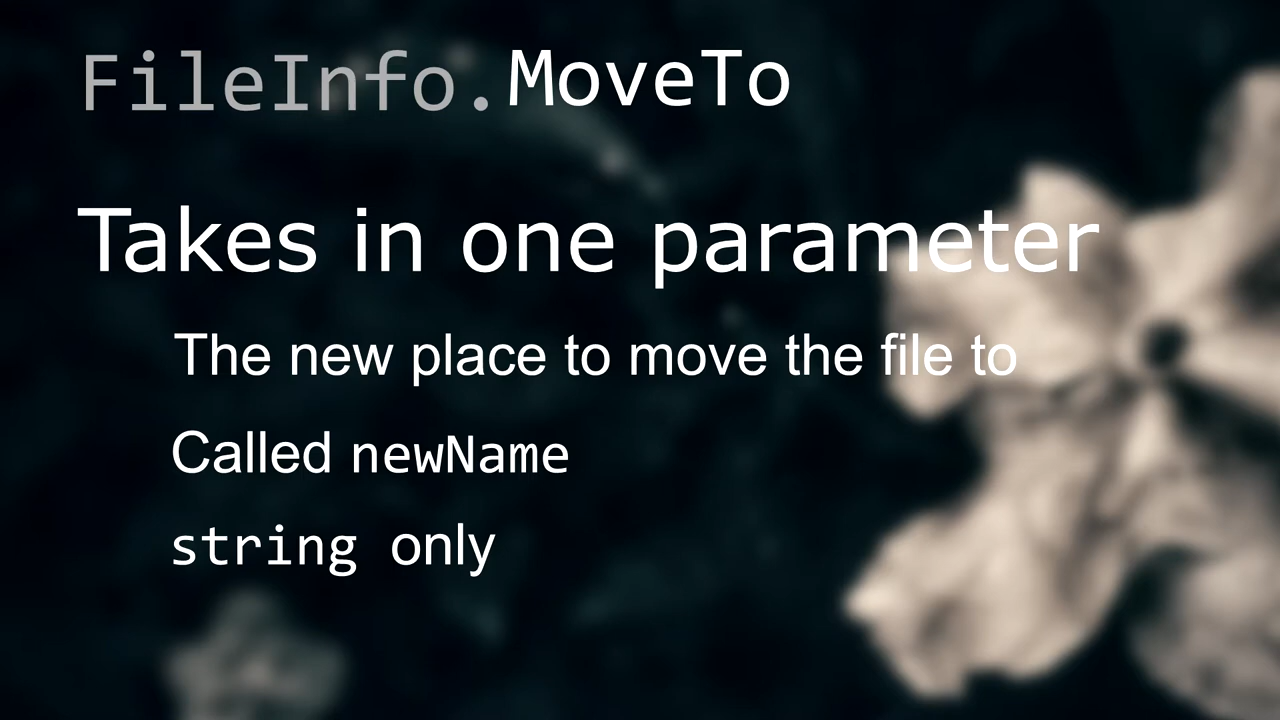 FileInfo.MoveTo
Takes in one parameter
The new place to move the file to
Called newName
string only